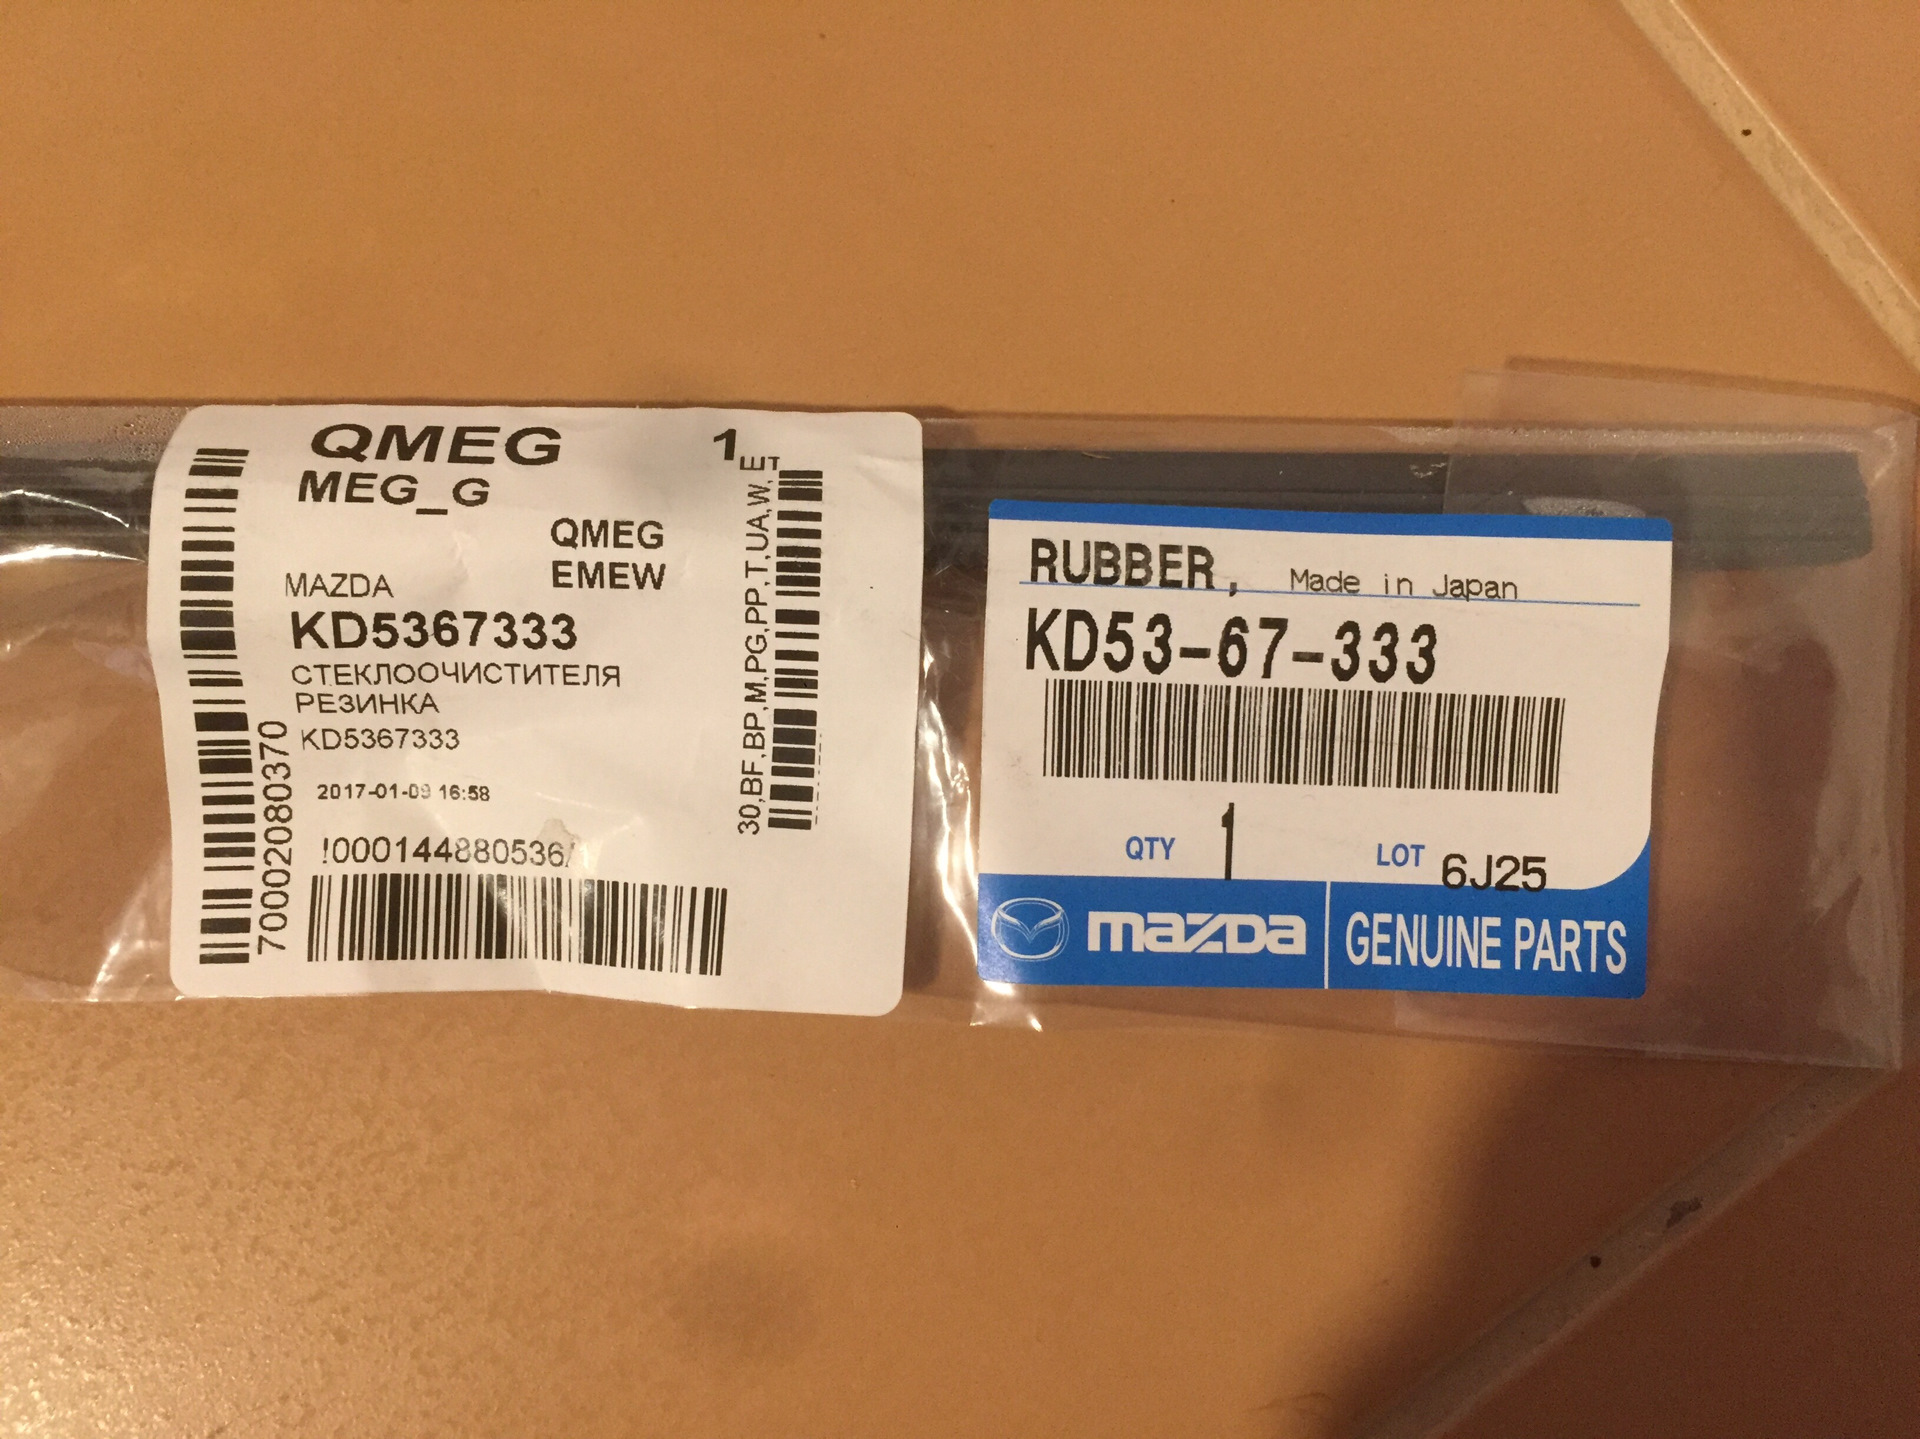 QMEG
1 ШТ
MEG_G
QMEG
EMEW
MAZDA
KD5367333
СТЕКЛООЧИСТИТЕЛЯ
РЕЗИНКА
KD5367333
2017-01-09 16:58
!000144880536
70002080370
30,BF,BP,M,PG,PP,T,UA,W,
RUBBER, Made in Japan
KD53-67-333
QTY 1 LOT 6J25
mazda GENUINE PARTS